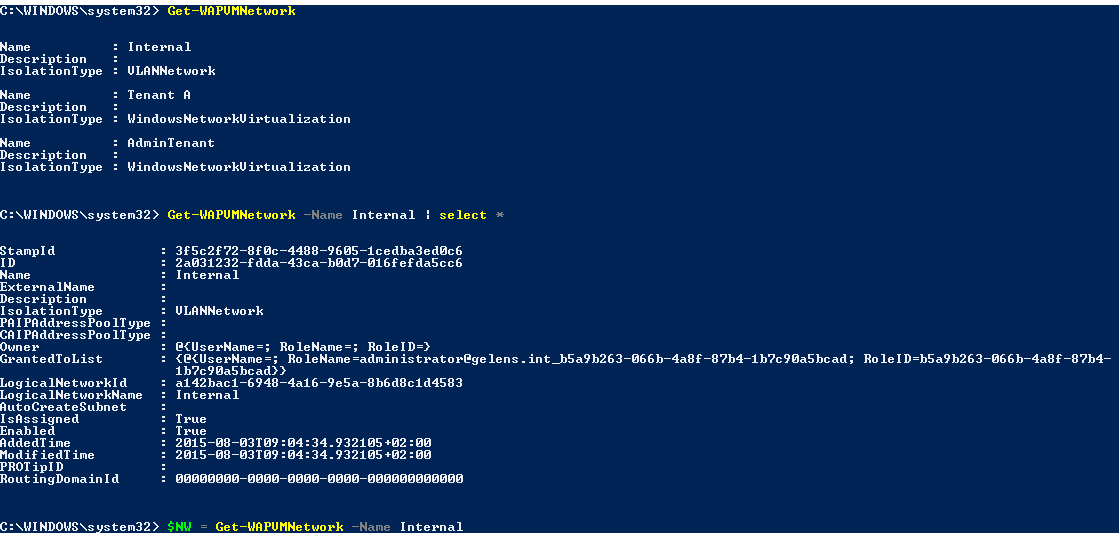 C:\WINDOWS\system32> Get-WAPVMNetwork
Name          : Internal
Description   :
IsolationType : VLANNetwork
Name          : Tenant A
Description   :
IsolationType : WindowsNetworkVirtualization
Name          : AdminTenant
Description   :
IsolationType : WindowsNetworkVirtualization
C:\WINDOWS\system32> Get-WAPVMNetwork -Name Internal | select *
StampId             : 3f5c2f72-8f0c-4488-9605-1cedba3ed0c6
ID                  : 2a031232-fdda-43ca-b0d7-016fefda5cc6
Name                : Internal
ExternalName        :
Description         :
IsolationType       : VLANNetwork
PAIPAddressPoolType :
CAIPAddressPoolType :
Owner               : @{UserName=; RoleName=; RoleID=}
GrantedToList       : {@{UserName=; RoleName=administrator@gelens.int_b5a9b263-066b-4a8f-87b4-1b7c90a5bcad; RoleID=b5a9b263-066b-4a8f-87b4-
1b7c90a5bcad}}
LogicalNetworkId    : a142bac1-6948-4a16-9e5a-8b6d8c1d4583
LogicalNetworkName  : Internal
AutoCreateSubnet    :
IsAssigned          : True
Enabled             : True
AddedTime           : 2015-08-03T09:04:34.932105+02:00
ModifiedTime        : 2015-08-03T09:04:34.932105+02:00
PROTipID            :
RoutingDomainId     : 00000000-0000-0000-0000-000000000000
C:\WINDOWS\system32> $NW = Get-WAPVMNetwork -Name Internal